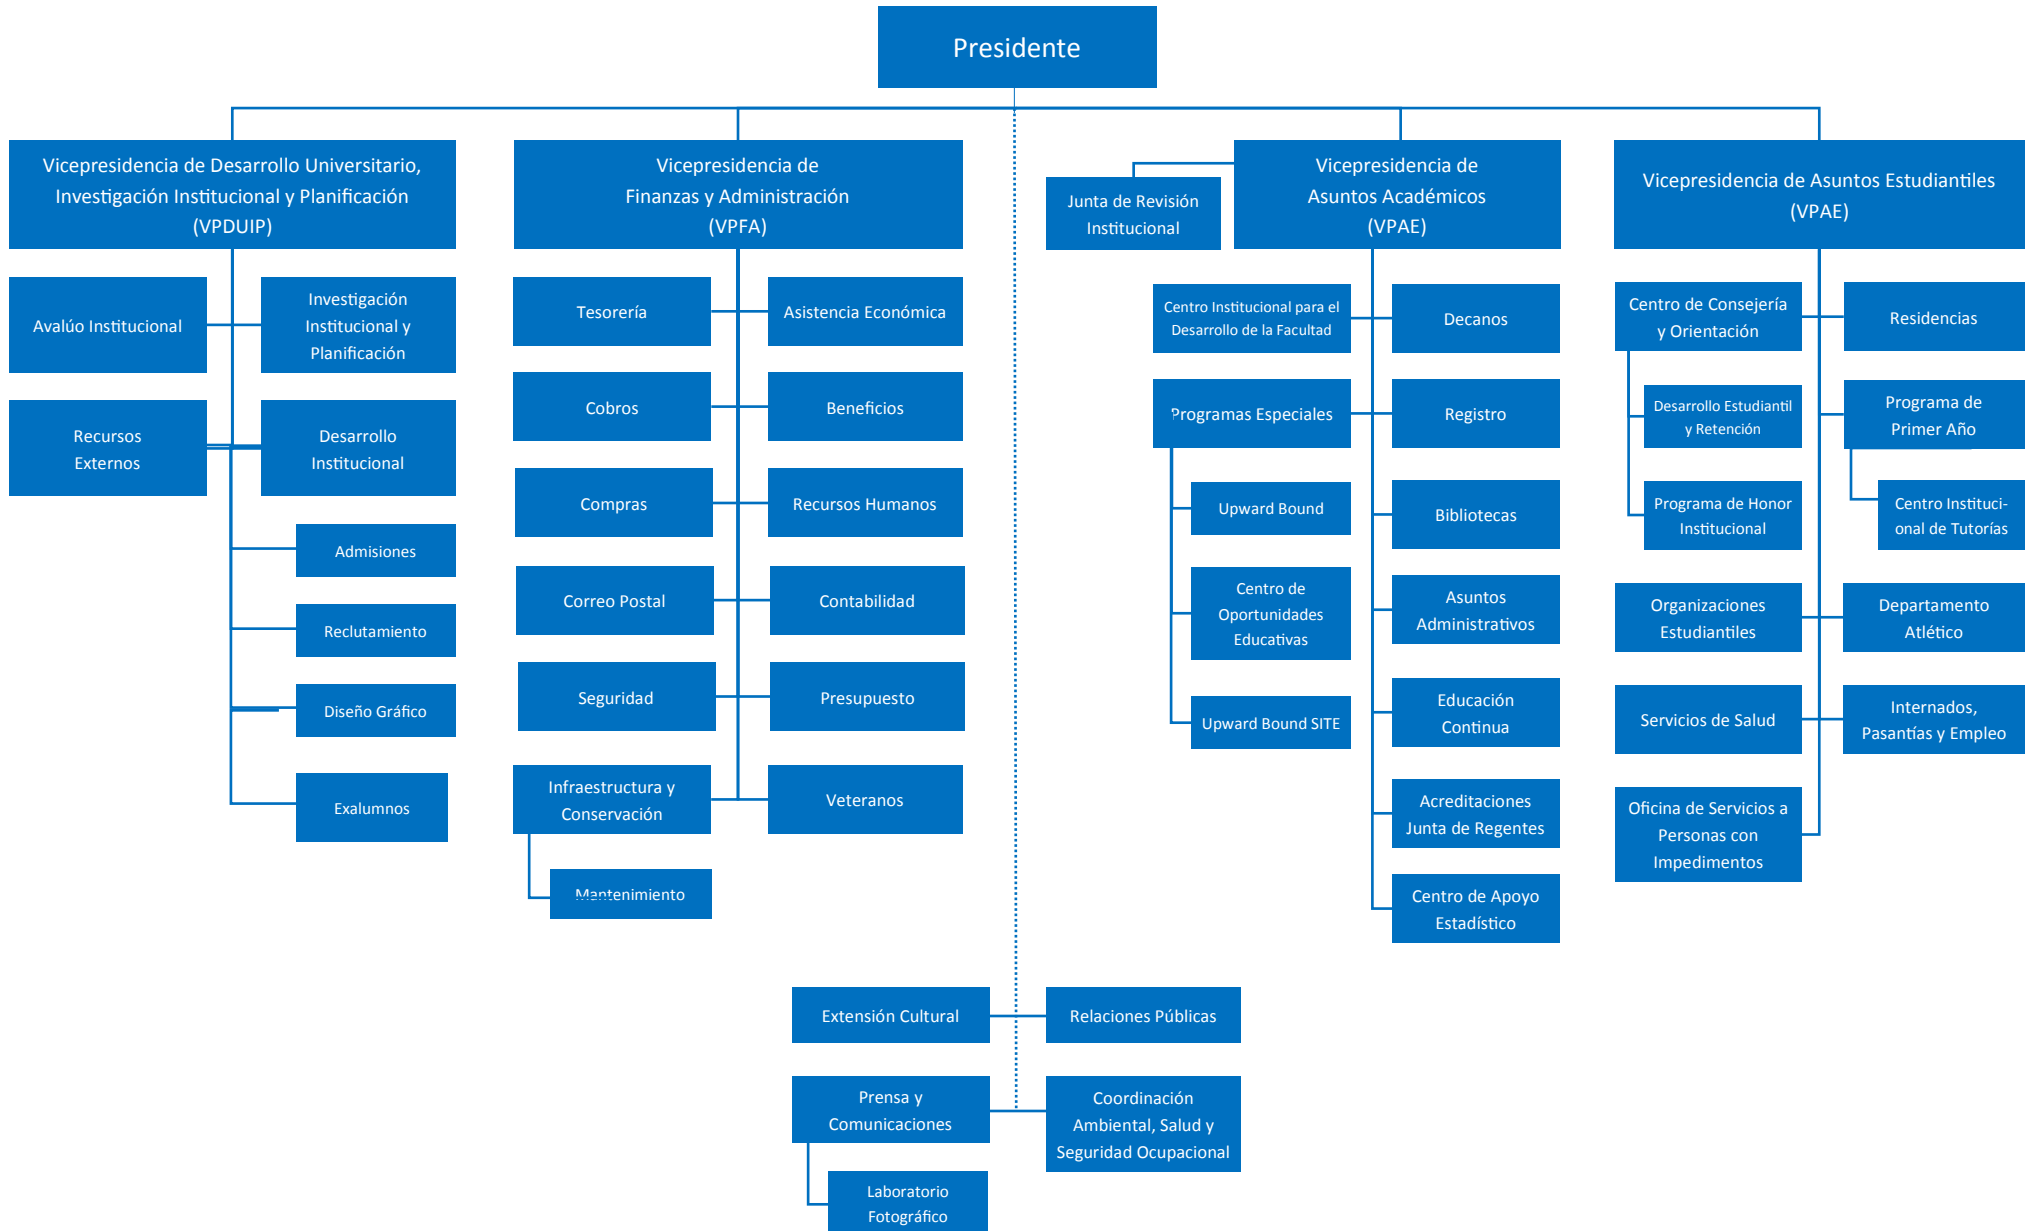 Presidente
Vicepresidencia de Desarrollo Universitario,
Investigación Institucional y Planificación
(VPDUIP)
Avalúo Institucional
Investigación
Institucional y
Planificación
Recursos
Externos
Desarrollo
Institucional
Admisiones
Reclutamiento
Diseño Gráfico
Exalumnos
Vicepresidencia de
Finanzas y Administración
(VPFA)
Tesorería
Asistencia Económica
Cobros
Beneficios
Compras
Recursos Humanos
Correo Postal
Contabilidad
Seguridad
Presupuesto
Infraestructura y
Conservación
Veteranos
Mantenimiento
Junta de Revisión
Institucional
Vicepresidencia de
Asuntos Académicos
(VPAE)
Centro Institucional para el
Desarrollo de la Facultad
Decanos
Programas Especiales
Registro
Upward Bound
Bibliotecas
Centro de
Oportunidades
Educativas
Asuntos
Administrativos
Upward Bound SITE
Educación
Continua
Acreditaciones
Junta de Regentes
Centro de Apoyo
Estadístico
Vicepresidencia de Asuntos Estudiantiles
(VPAE)
Centro de Consejería
y Orientación
Residencias
Desarrollo Estudiantil
y Retención
Programa de
Primer Año
Programa de Honor
Institucional
Centro Instituci-
onal de Tutorías
Organizaciones
Estudiantiles
Departamento
Atlético
Servicios de Salud
Internados,
Pasantías y Empleo
Oficina de Servicios a
Personas con
Impedimentos
Extensión Cultural
Relaciones Públicas
Prensa y
Comunicaciones
Coordinación
Ambiental, Salud y
Seguridad Ocupacional
Laboratorio
Fotográfico